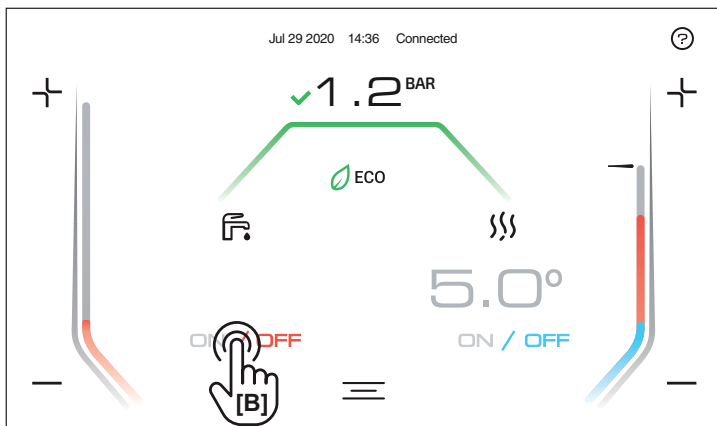 Jul 29 2020 14:36 Connected
?
1.2 BAR
ECO
5.0°
ON / OFF
ON / OFF
[B]